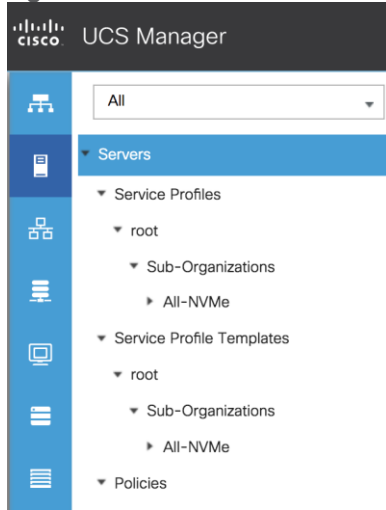 cisco. UCS Manager
All
Servers
Service Profiles
root
Sub-Organizations
All-NVMe
Service Profile Templates
root
Sub-Organizations
All-NVMe
Policies